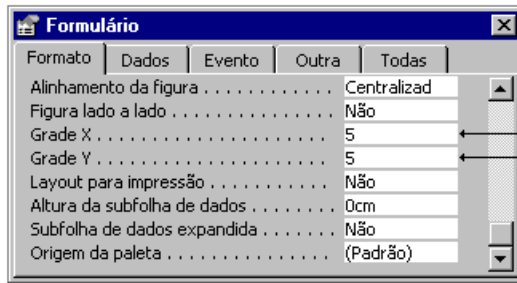 Formulário
Formato Dados Evento Outra Todas
Alinhamento da figura . . . . . . . . . . . . . Centralizad
Figura lado a lado . . . . . . . . . . . . . . . . Não
Grade X . . . . . . . . . . . . . . . . . . . . . . . 5
Grade Y . . . . . . . . . . . . . . . . . . . . . . . 5
Layout para impressão . . . . . . . . . . . Não
Altura da subfolha de dados . . . . . . . . 0cm
Subfolha de dados expandida . . . . . . . Não
Origem da paleta . . . . . . . . . . . . . . . . (Padrão)